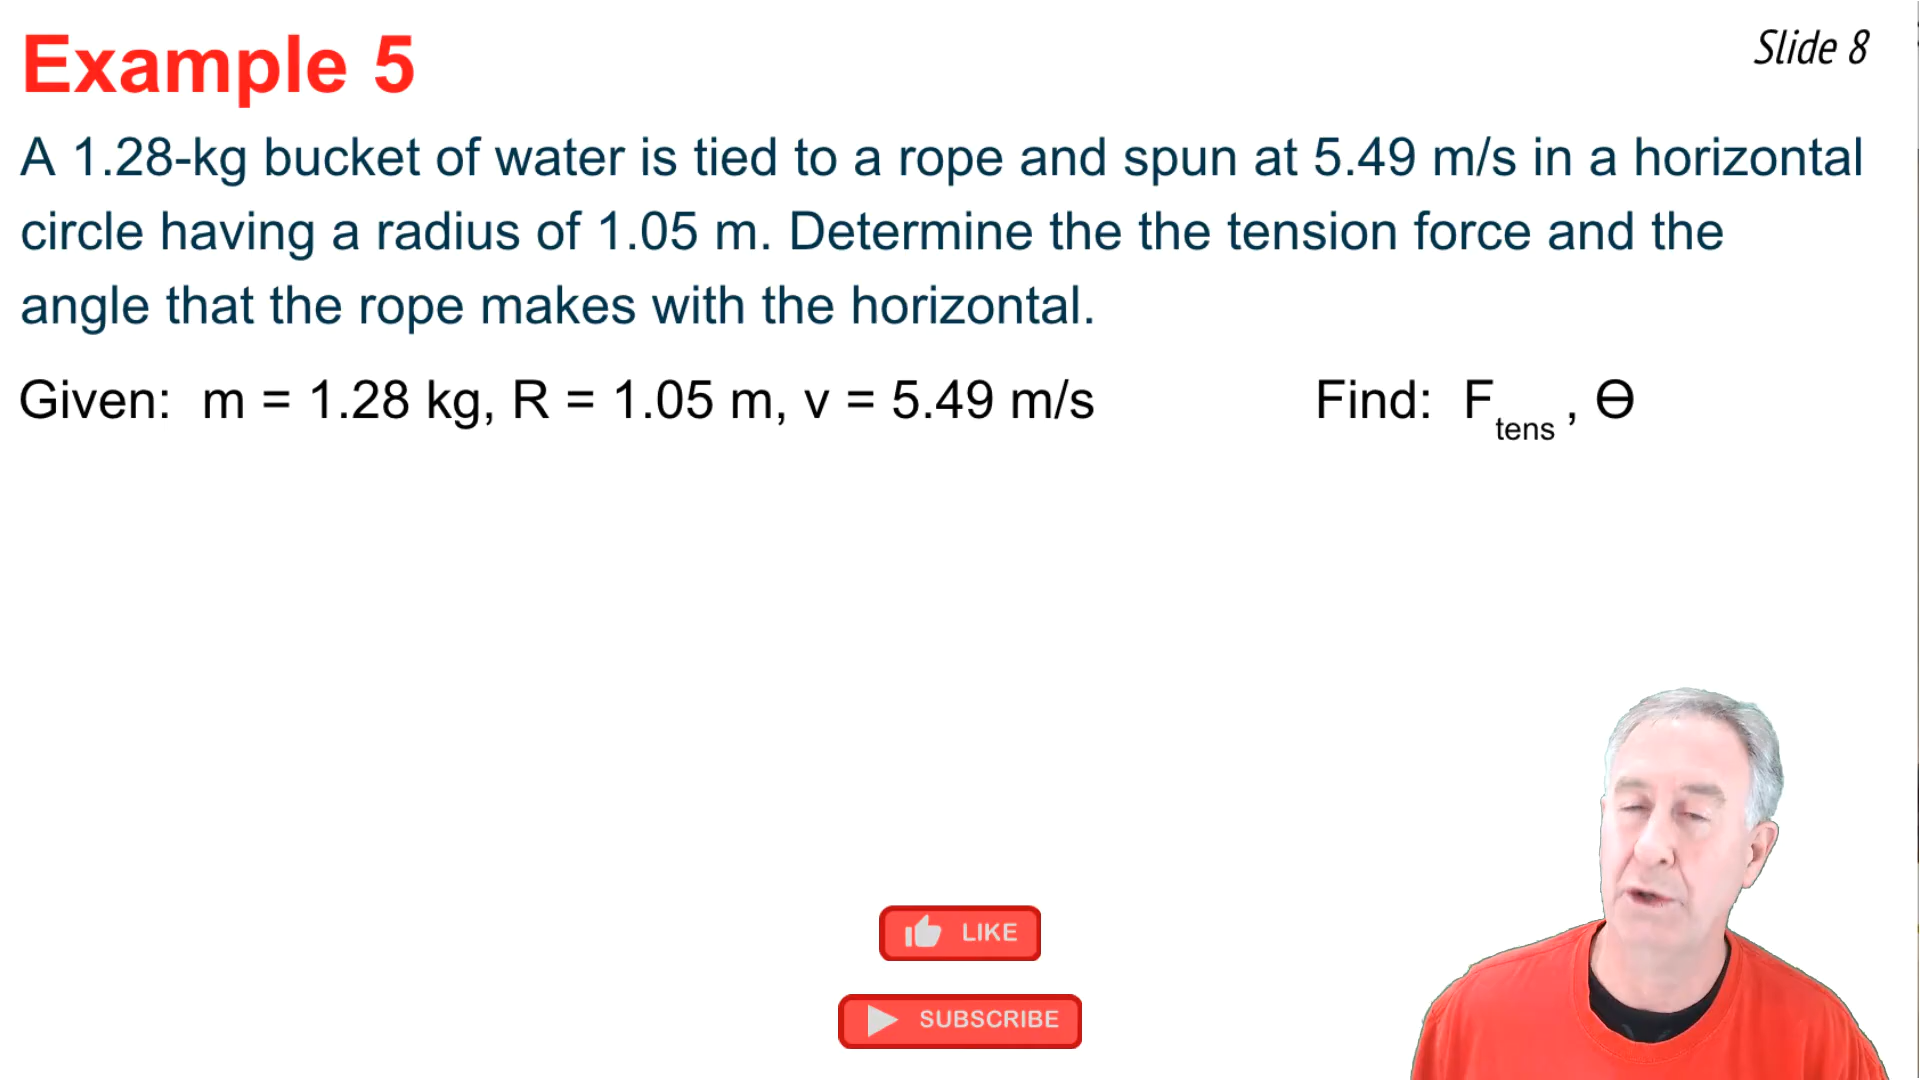 Example 5
Slide 8
A 1.28-kg bucket of water is tied to a rope and spun at 5.49 m/s in a horizontal
circle having a radius of 1.05 m. Determine the the tension force and the
angle that the rope makes with the horizontal.
Given: m = 1.28 kg, R = 1.05 m, v = 5.49 m/s Find: F tens , Ɵ
LIKE
SUBSCRIBE